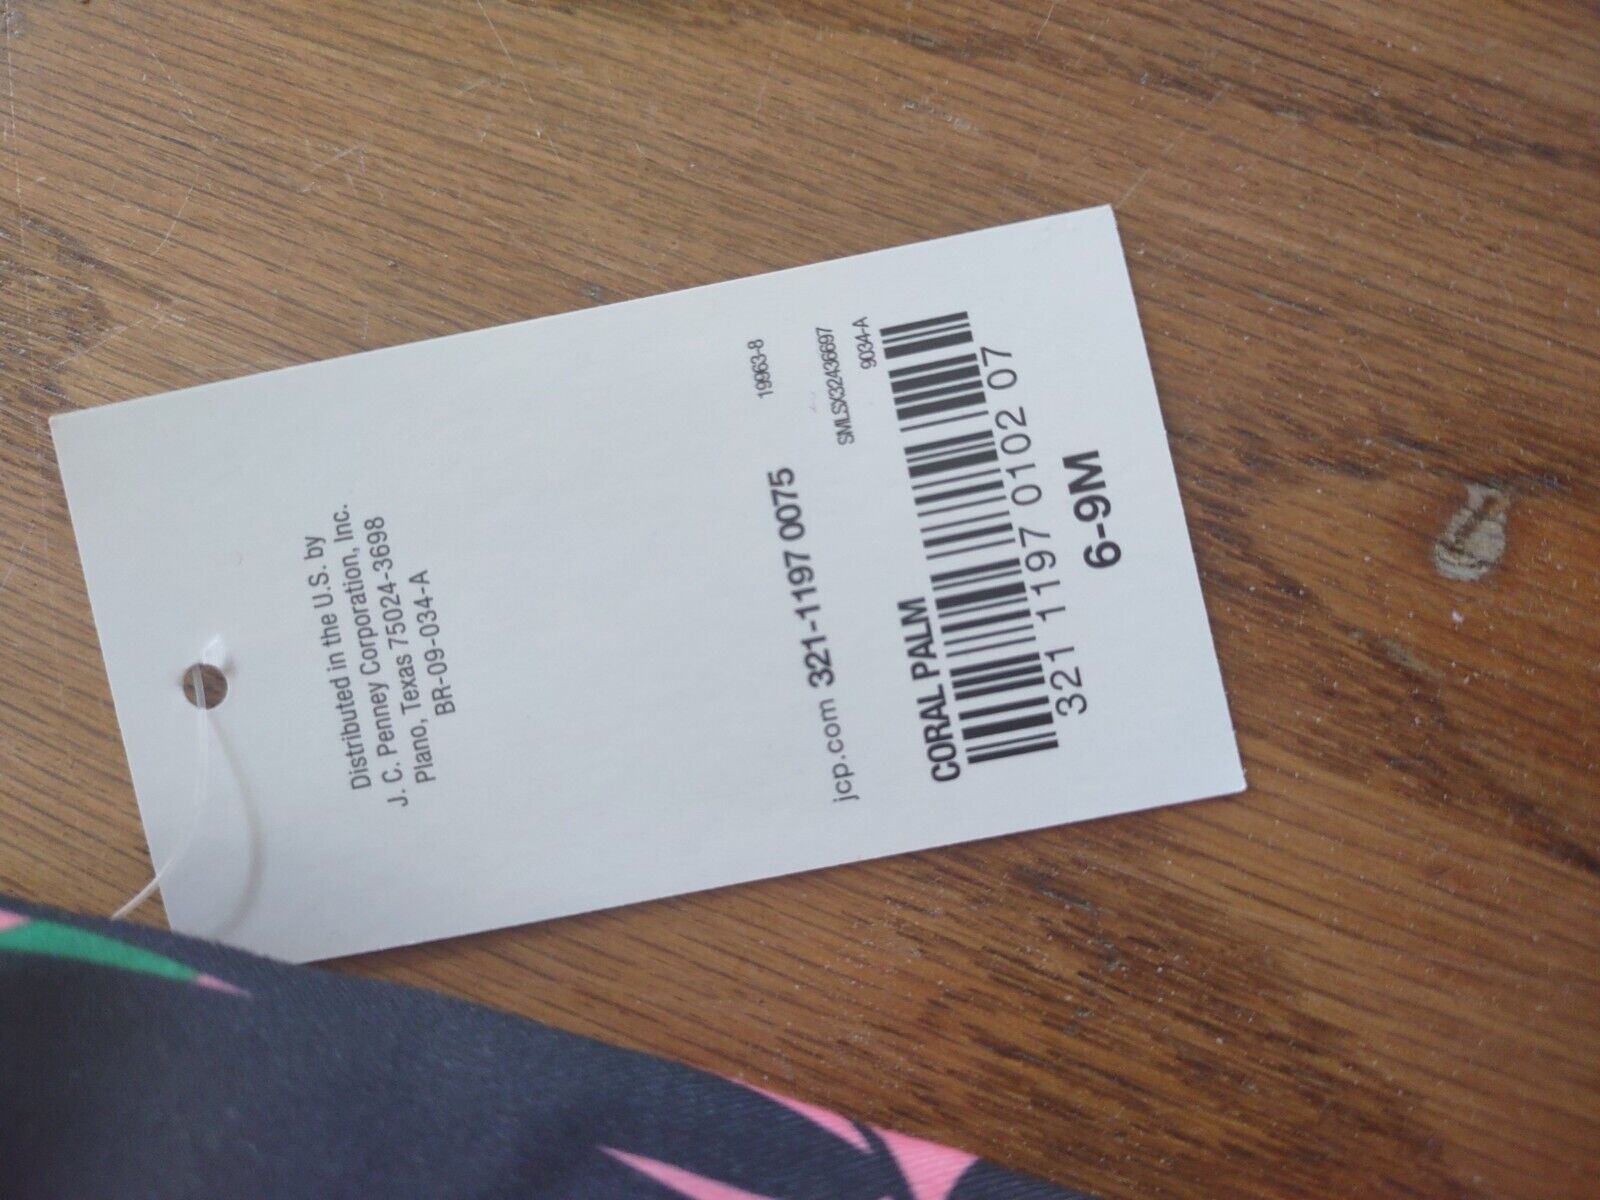 Distributed in the U.S. by
J. C. Penney Corporation, Inc.
Plano, Texas 75024-3698
BR-09-034-A
19963-8
jcp.com 321-1197 0075
SMLSX32436697
9034-A
CORAL PALM
321 1197 0102 07
6-9M